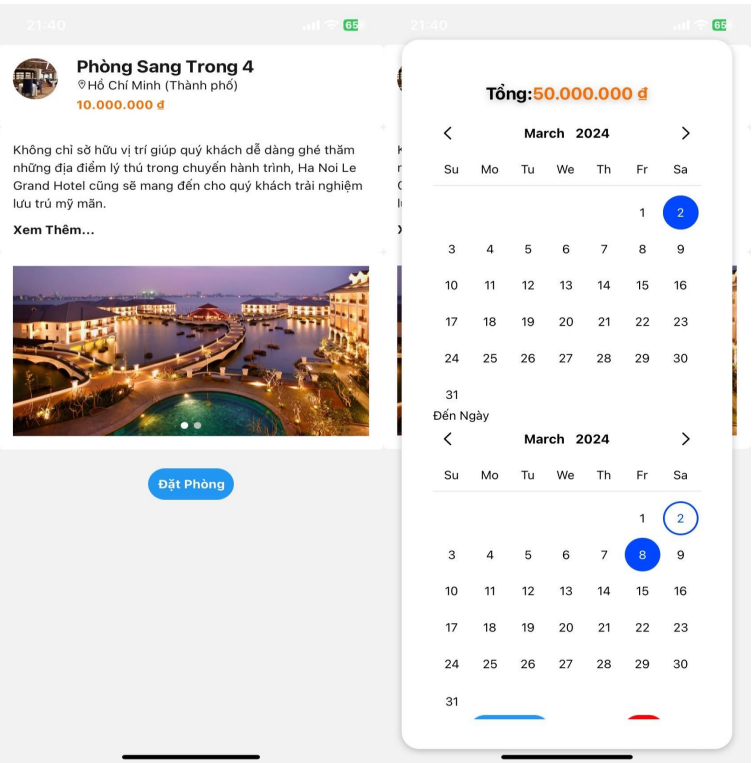 21:40
65
Phòng Sang Trong 4
Hồ Chí Minh (Thành phố)
10.000.000 ₫
Không chỉ sở hữu vị trí giúp quý khách dễ dàng ghé thăm
những địa điểm lý thú trong chuyến hành trình, Ha Noi Le
Grand Hotel cũng sẽ mang đến cho quý khách trải nghiệm
lưu trú mỹ mãn.
Xem Thêm...
Đặt Phòng
21:40
65
Tổng:50.000.000 ₫
March 2024
Su Mo Tu We Th Fr Sa
1 2
3 4 5 6 7 8 9
10 11 12 13 14 15 16
17 18 19 20 21 22 23
24 25 26 27 28 29 30
31
Đến Ngày
March 2024
Su Mo Tu We Th Fr Sa
1 2
3 4 5 6 7 8 9
10 11 12 13 14 15 16
17 18 19 20 21 22 23
24 25 26 27 28 29 30
31